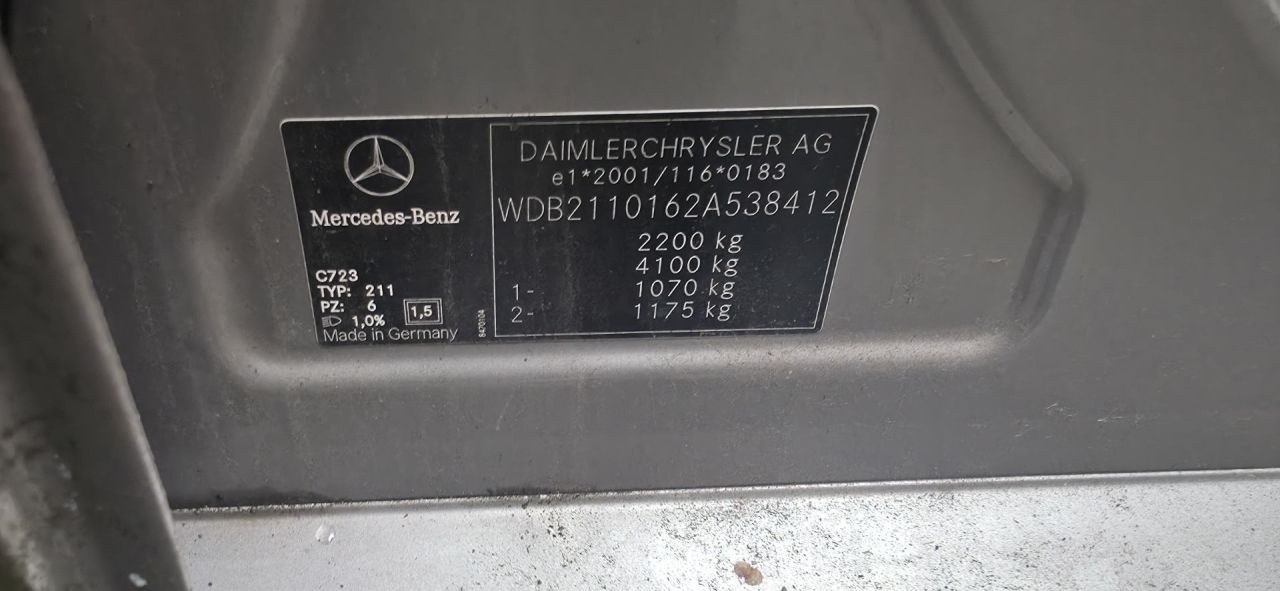 Mercedes-Benz
C723
TYP: 211
PZ: 6
1,0%
1,5
Made in Germany
8470104
DAIMLERCHRYSLER AG
e1*2001/116*0183
WDB2110162A538412
2200 kg
4100 kg
1- 1070 kg
2- 1175 kg